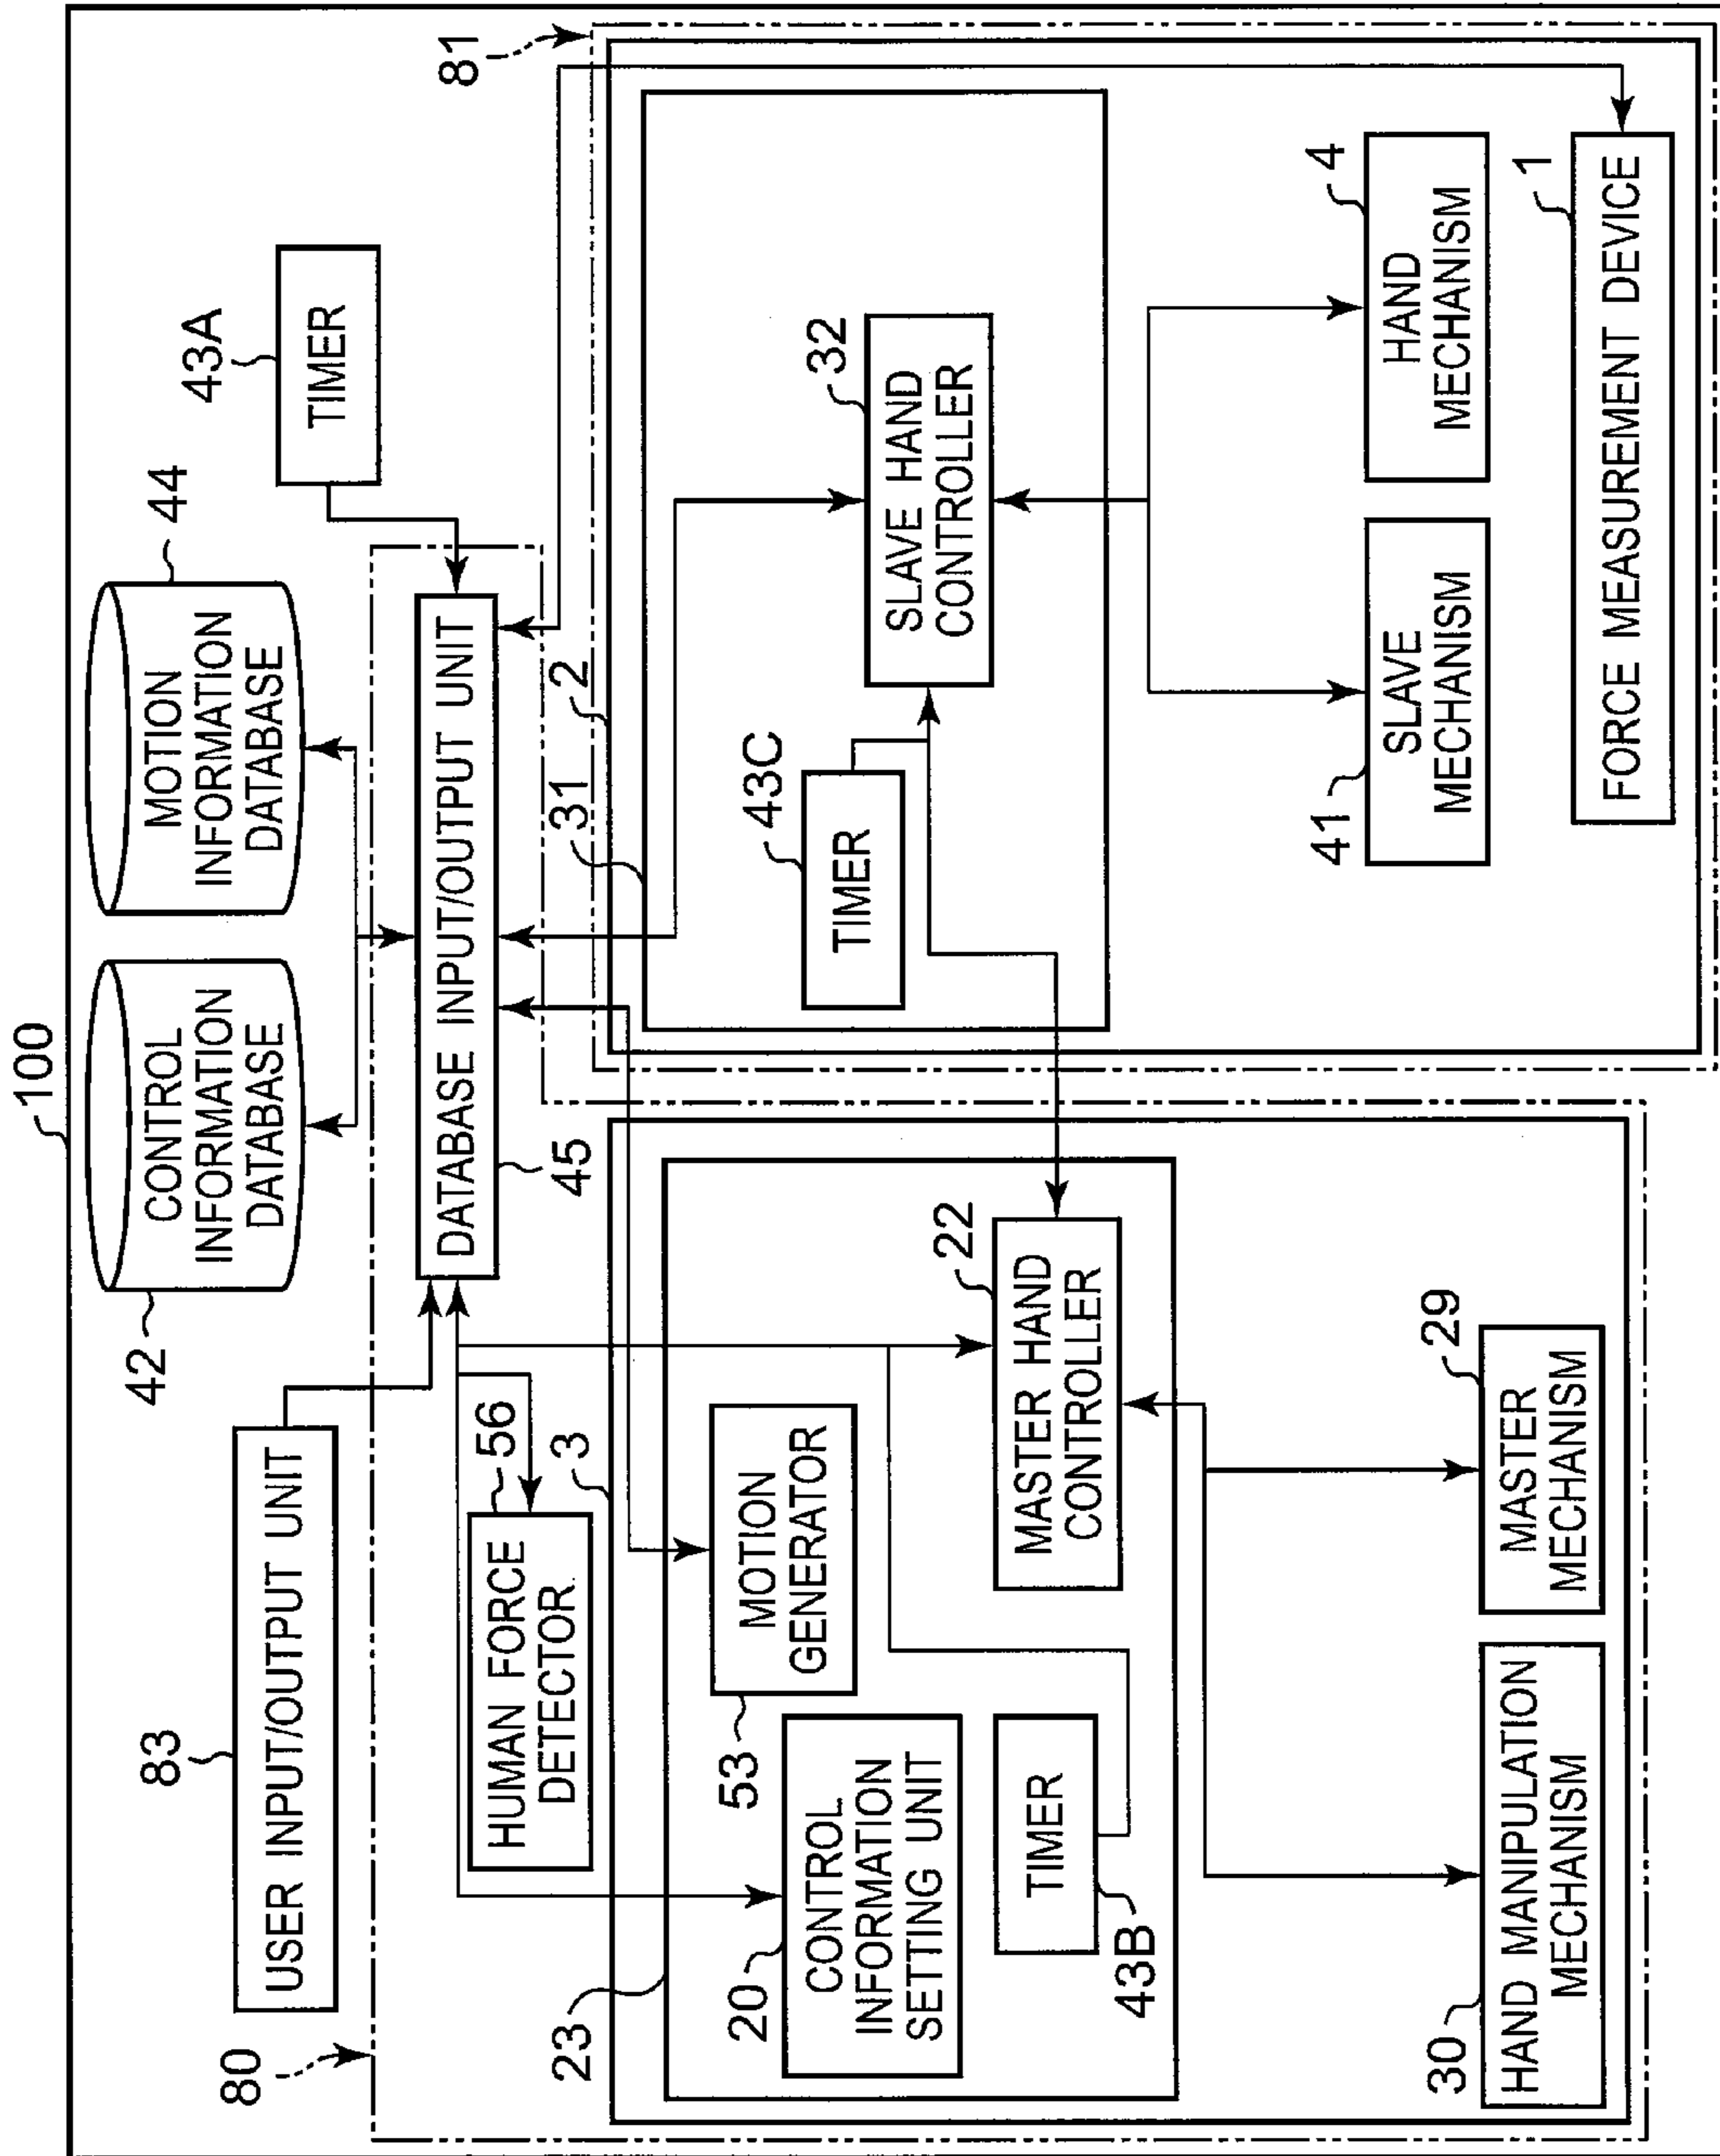 100
83
USER INPUT/OUTPUT UNIT
42
CONTROL
INFORMATION
DATABASE
MOTION
INFORMATION
DATABASE
44
43A
TIMER
80
DATABASE INPUT/OUTPUT UNIT
45
HUMAN FORCE
DETECTOR
56
3
23
20
CONTROL
INFORMATION
SETTING UNIT
53
MOTION
GENERATOR
TIMER
43B
22
MASTER HAND
CONTROLLER
30
HAND MANIPULATION
MECHANISM
29
MASTER
MECHANISM
81
2
31
TIMER
43C
32
SLAVE HAND
CONTROLLER
41
SLAVE
MECHANISM
4
HAND
MECHANISM
1
FORCE MEASUREMENT DEVICE